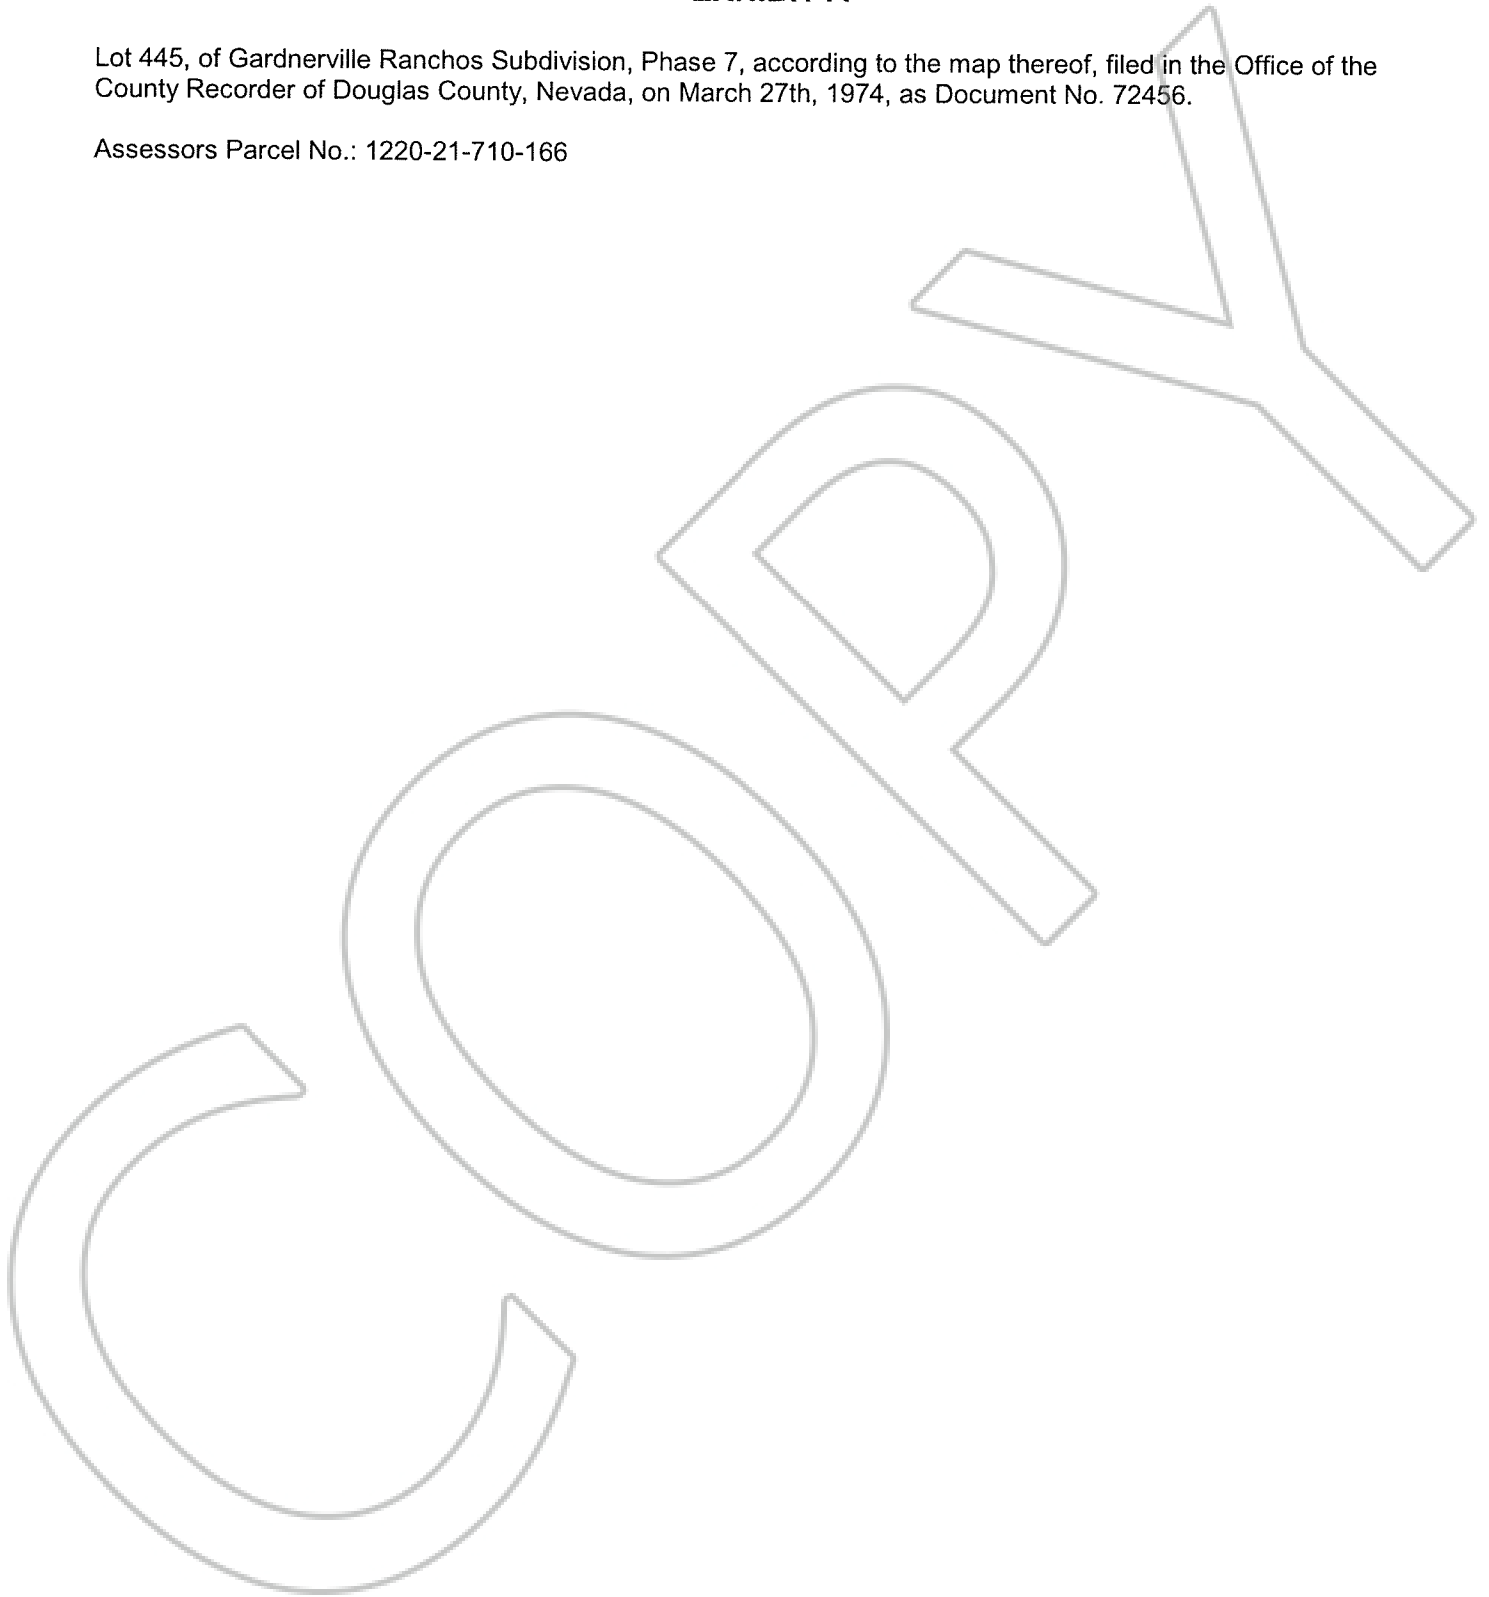 Lot 445, of Gardnerville Ranchos Subdivision, Phase 7, according to the map thereof, filed in the Office of the
County Recorder of Douglas County, Nevada, on March 27th, 1974, as Document No. 72456.
Assessors Parcel No.: 1220-21-710-166
COPY